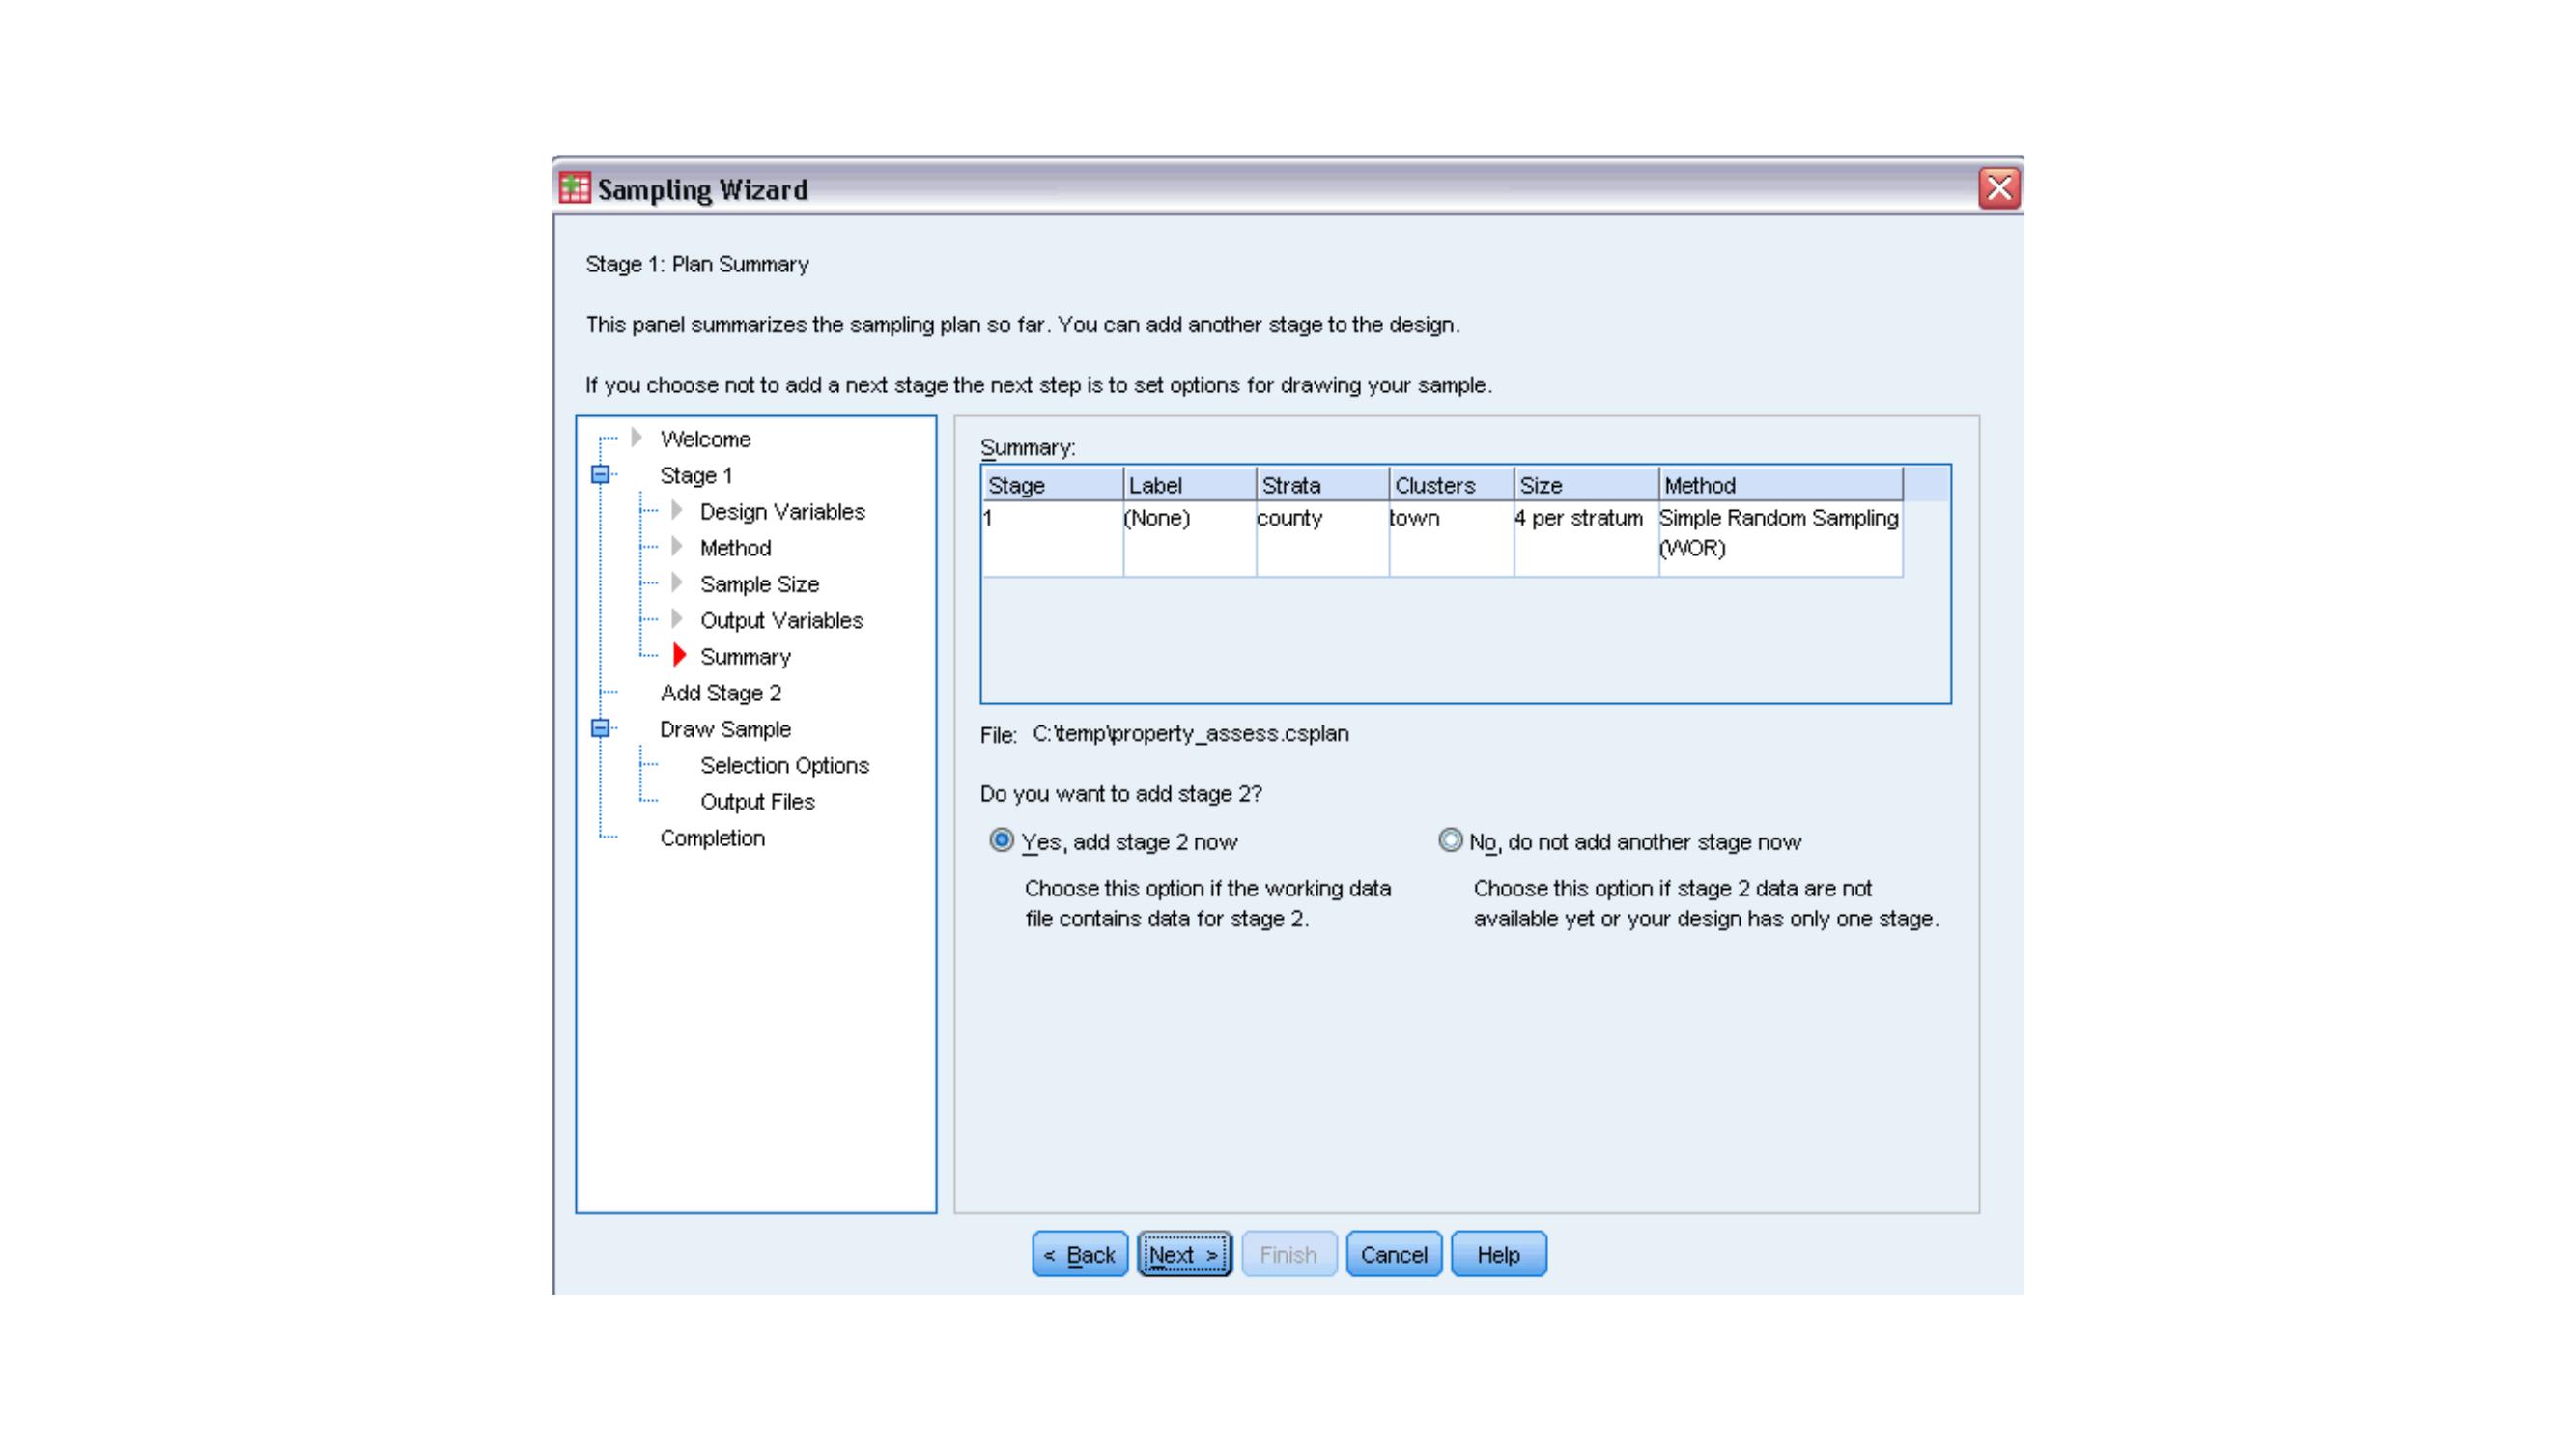 Sampling Wizard
Stage 1: Plan Summary
This panel summarizes the sampling plan so far. You can add another stage to the design.
If you choose not to add a next stage the next step is to set options for drawing your sample.
Welcome
Stage 1
Design Variables
Method
Sample Size
Output Variables
Summary
Add Stage 2
Draw Sample
Selection Options
Output Files
Completion
Summary:
Stage Label Strata Clusters Size Method
1 (None) county town 4 per stratum Simple Random Sampling
(WOR)
File: C:\temp\property_assess.csplan
Do you want to add stage 2?
Yes, add stage 2 now
Choose this option if the working data
file contains data for stage 2.
No, do not add another stage now
Choose this option if stage 2 data are not
available yet or your design has only one stage.
< Back Next > Finish Cancel Help